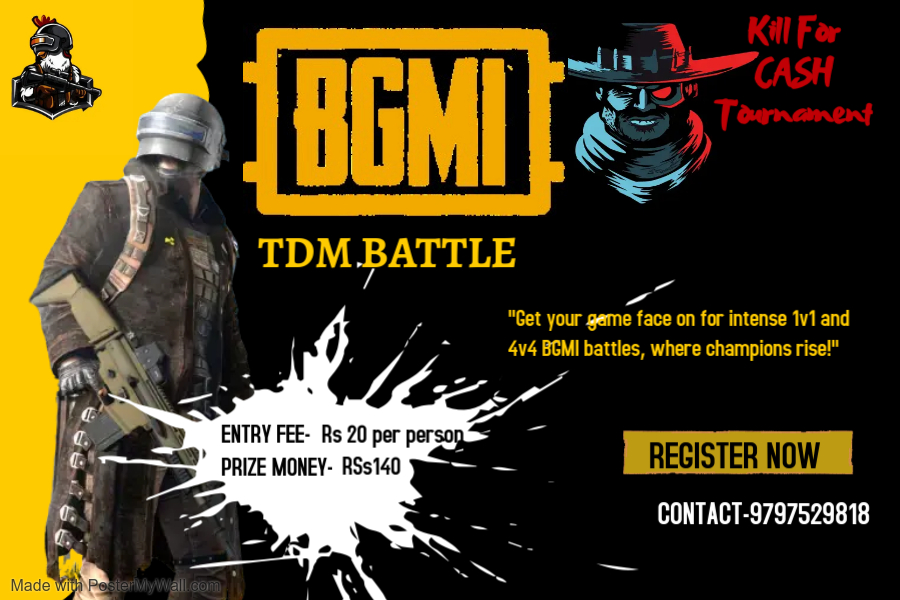 BGMI
Kill For
CASH
Tournament
TDM BATTLE
"Get your game face on for intense 1v1 and
4v4 BGMI battles, where champions rise!"
ENTRY FEE- Rs 20 per person
PRIZE MONEY- RSs140
REGISTER NOW
CONTACT-9797529818
Made with PosterMyWall.com